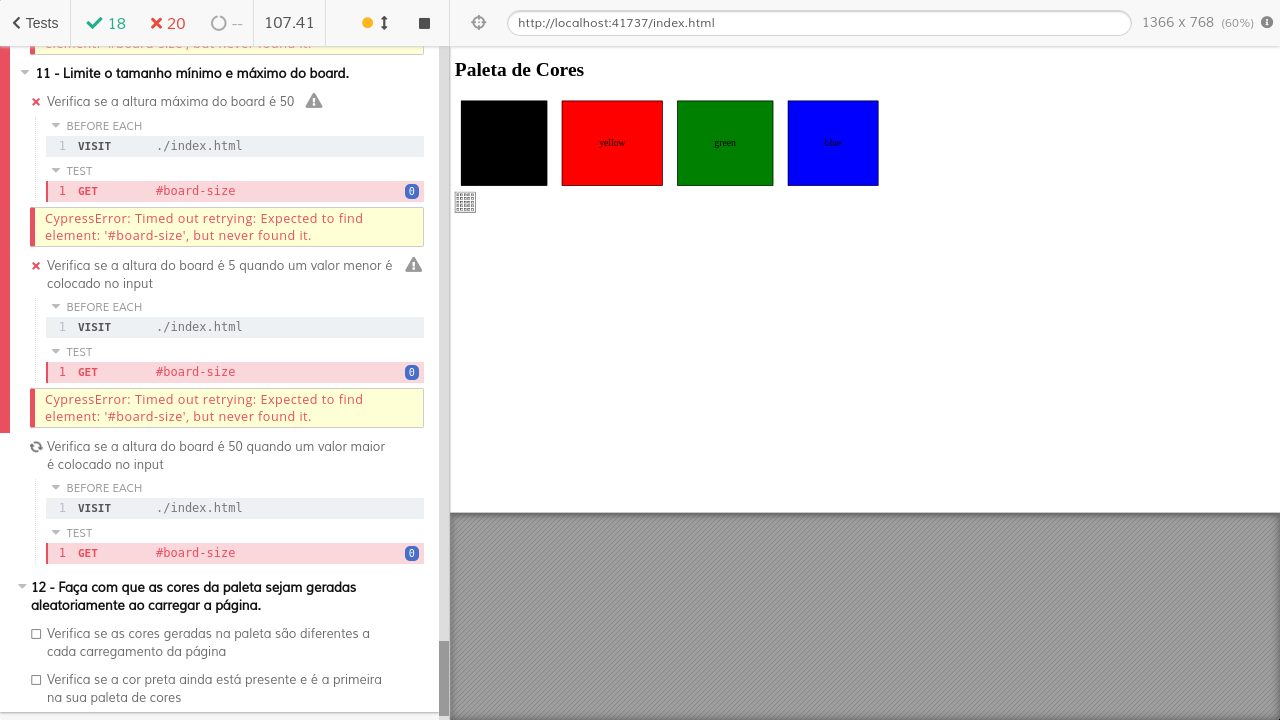 Tests
18
20
--
107.41
http://localhost:41737/index.html
1366 x 768 (60%)
element: '#board-size', but never found it.
11 - Limite o tamanho mínimo e máximo do board.
Verifica se a altura máxima do board é 50
BEFORE EACH
1 VISIT ./index.html
TEST
1 GET #board-size 0
CypressError: Timed out retrying: Expected to find
element: '#board-size', but never found it.
Verifica se a altura do board é 5 quando um valor menor é
colocado no input
BEFORE EACH
1 VISIT ./index.html
TEST
1 GET #board-size 0
CypressError: Timed out retrying: Expected to find
element: '#board-size', but never found it.
Verifica se a altura do board é 50 quando um valor maior
é colocado no input
BEFORE EACH
1 VISIT ./index.html
TEST
1 GET #board-size 0
12 - Faça com que as cores da paleta sejam geradas
aleatoriamente ao carregar a página.
Verifica se as cores geradas na paleta são diferentes a
cada carregamento da página
Verifica se a cor preta ainda está presente e é a primeira
na sua paleta de cores
Paleta de Cores
yellow
green
blue